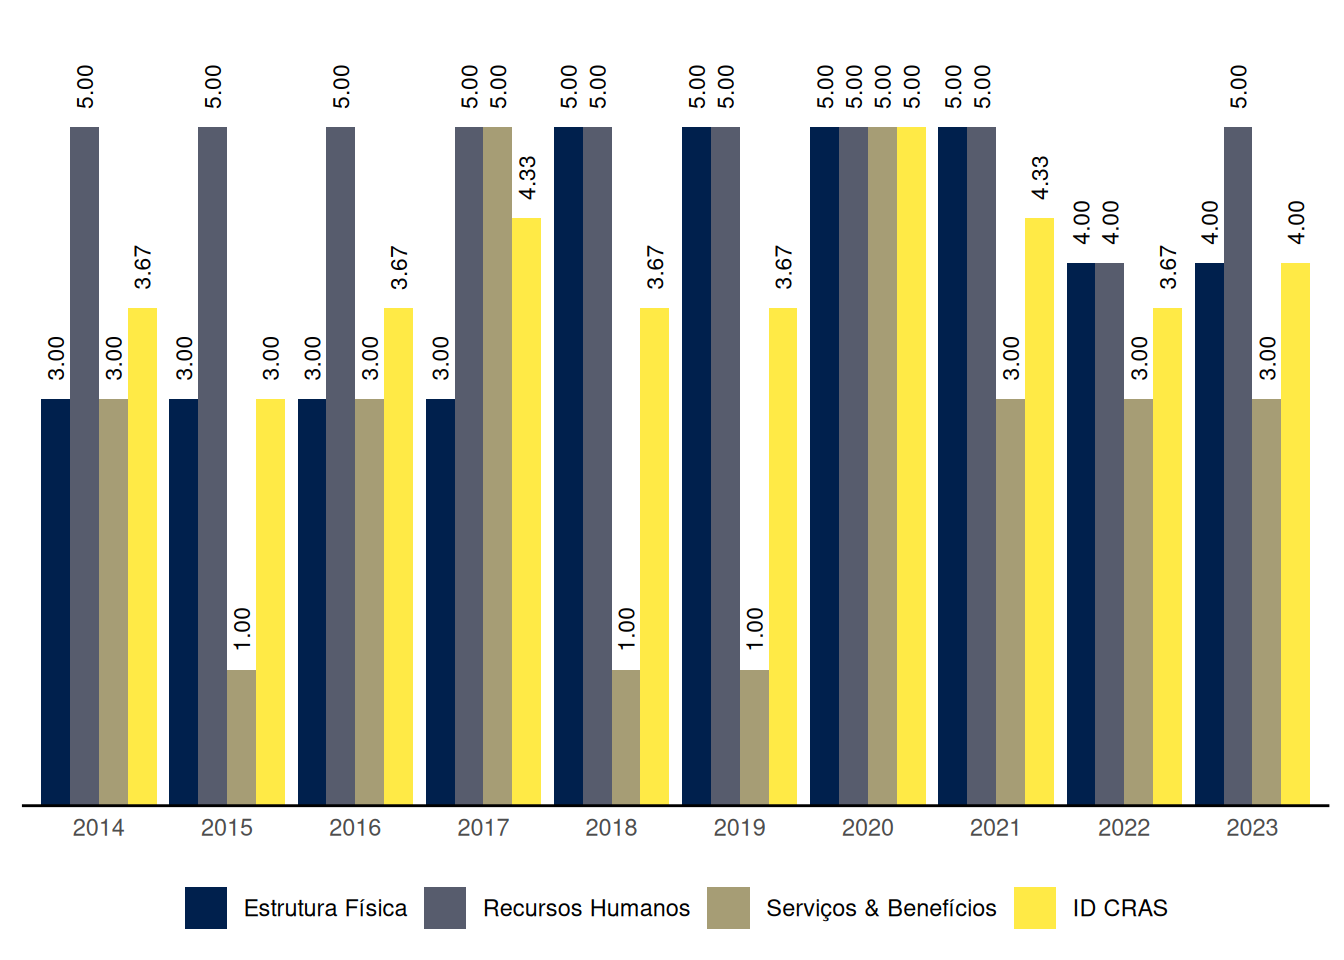 5.00 5.00 5.00 5.00 5.00 5.00 5.00 5.00 5.00 5.00 5.00 5.00 5.00 5.00 5.00 5.00
4.33 4.33
4.00 4.00 4.00 4.00
3.67 3.67 3.67 3.67 3.67
3.00 3.00 3.00 3.00 3.00 3.00 3.00 3.00 3.00 3.00
1.00 1.00 1.00
2014 2015 2016 2017 2018 2019 2020 2021 2022 2023
Estrutura Física Recursos Humanos Serviços & Benefícios ID CRAS